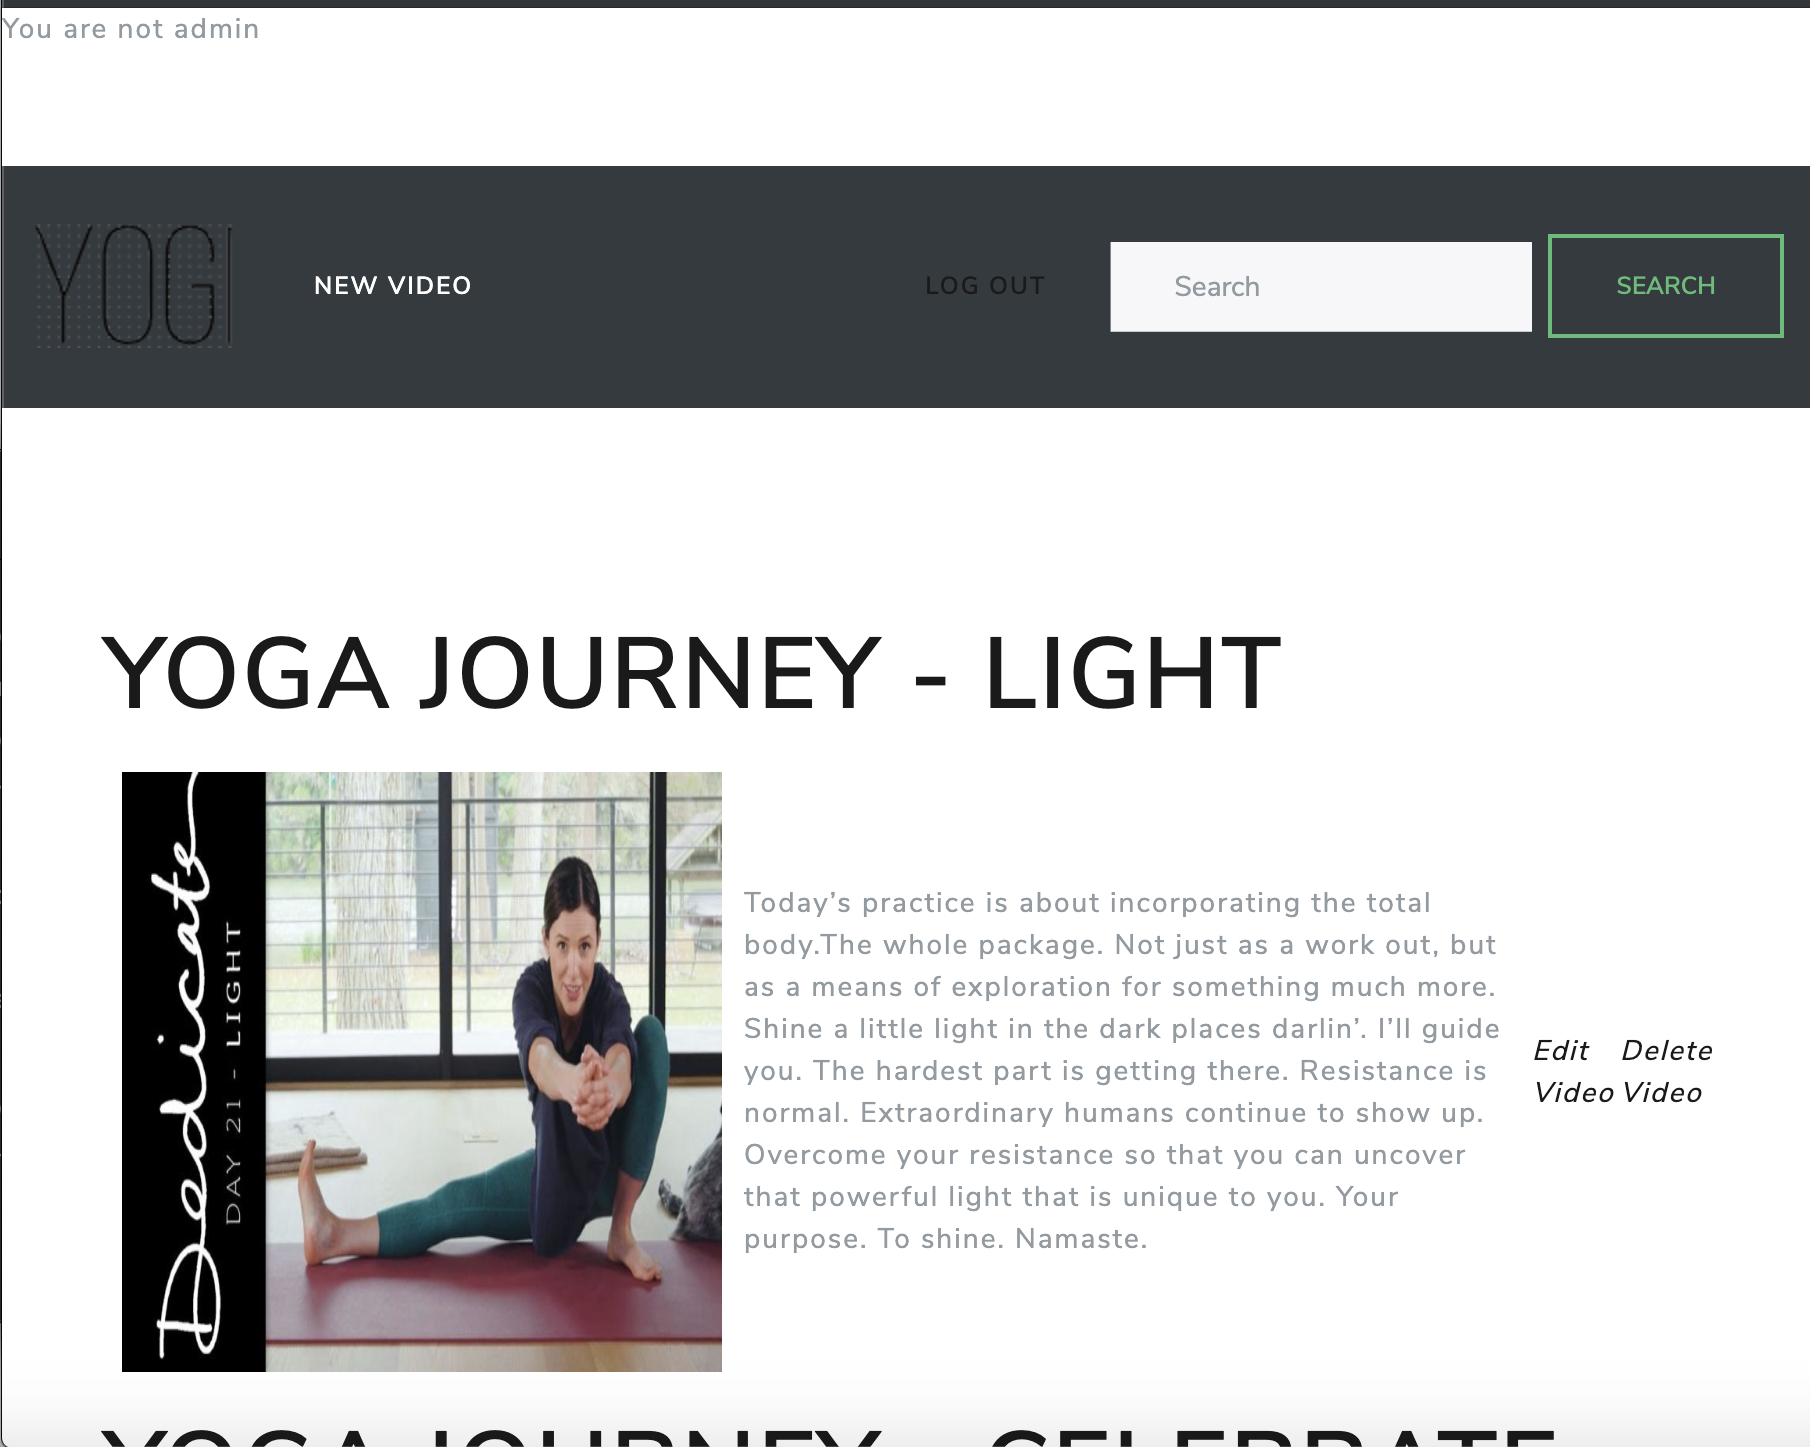 You are not admin
YOGI
NEW VIDEO
LOG OUT
Search
SEARCH
YOGA JOURNEY - LIGHT
Dedicate
DAY 21 - LIGHT
Today’s practice is about incorporating the total
body.The whole package. Not just as a work out, but
as a means of exploration for something much more.
Shine a little light in the dark places darlin’. I’ll guide
you. The hardest part is getting there. Resistance is
normal. Extraordinary humans continue to show up.
Overcome your resistance so that you can uncover
that powerful light that is unique to you. Your
purpose. To shine. Namaste.
Edit
Video
Delete
Video
YOGA JOURNEY - CELEBRATE